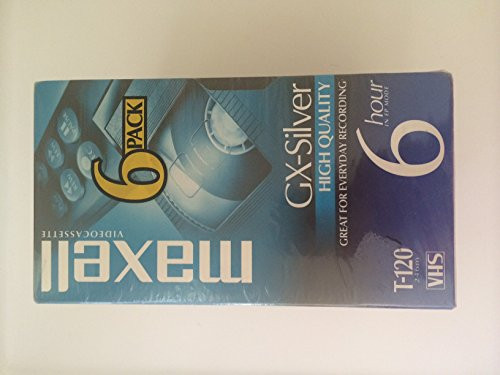 maxell
VIDEOCASSETTE
6 PACK
GX-Silver
HIGH QUALITY
GREAT FOR EVERYDAY RECORDING
6 hour
IN EP MODE
T-120
VHS